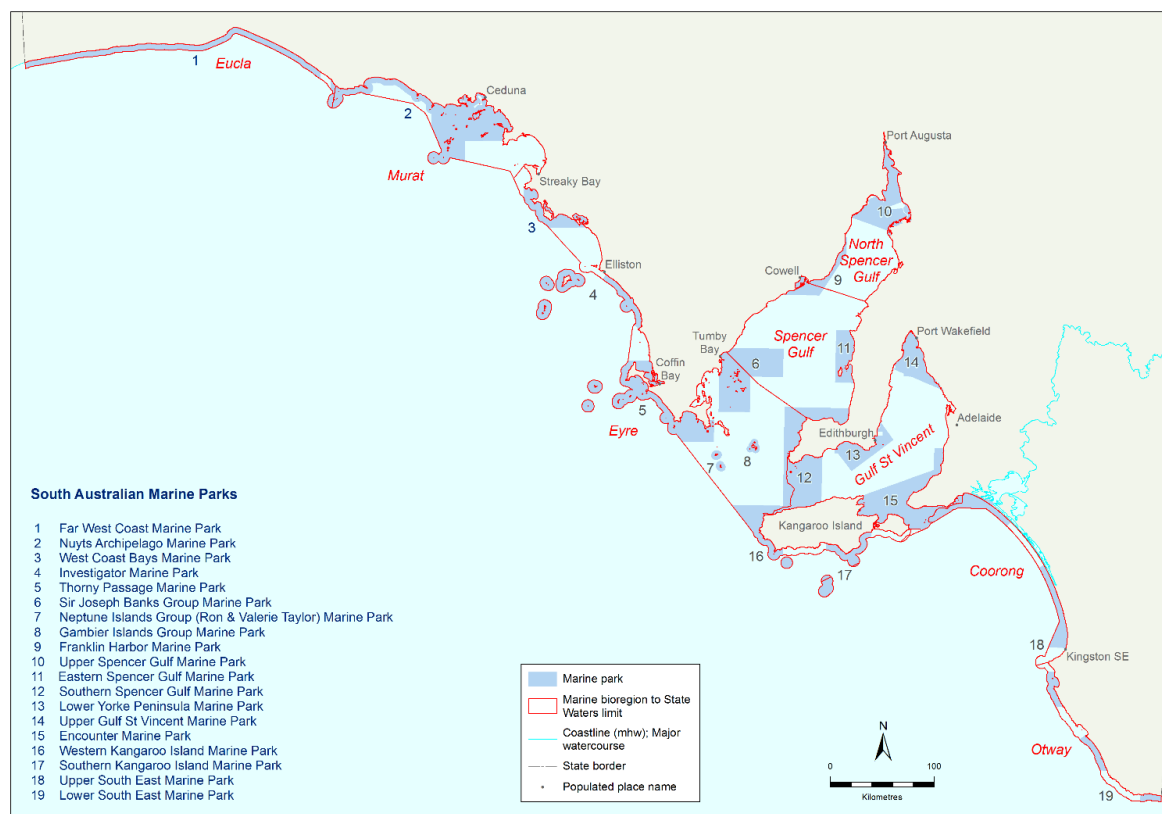 1
Eucla
Ceduna
2
Murat
Port Augusta
Streaky Bay
10
3
North
Spencer
Gulf
Elliston
Cowell
9
4
Port Wakefield
Tumby
Bay
Spencer
Gulf
11
6
14
Coffin
Bay
5
Adelaide
Eyre
Edithburgh
13
Gulf St Vincent
7
8
12
15
Kangaroo Island
16
17
Coorong
18
Kingston SE
Otway
19
South Australian Marine Parks
1 Far West Coast Marine Park
2 Nuyts Archipelago Marine Park
3 West Coast Bays Marine Park
4 Investigator Marine Park
5 Thorny Passage Marine Park
6 Sir Joseph Banks Group Marine Park
7 Neptune Islands Group (Ron & Valerie Taylor) Marine Park
8 Gambier Islands Group Marine Park
9 Franklin Harbor Marine Park
10 Upper Spencer Gulf Marine Park
11 Eastern Spencer Gulf Marine Park
12 Southern Spencer Gulf Marine Park
13 Lower Yorke Peninsula Marine Park
14 Upper Gulf St Vincent Marine Park
15 Encounter Marine Park
16 Western Kangaroo Island Marine Park
17 Southern Kangaroo Island Marine Park
18 Upper South East Marine Park
19 Lower South East Marine Park
Marine park
Marine bioregion to State
Waters limit
Coastline (mhw); Major
watercourse
State border
Populated place name
N
0 100
Kilometres